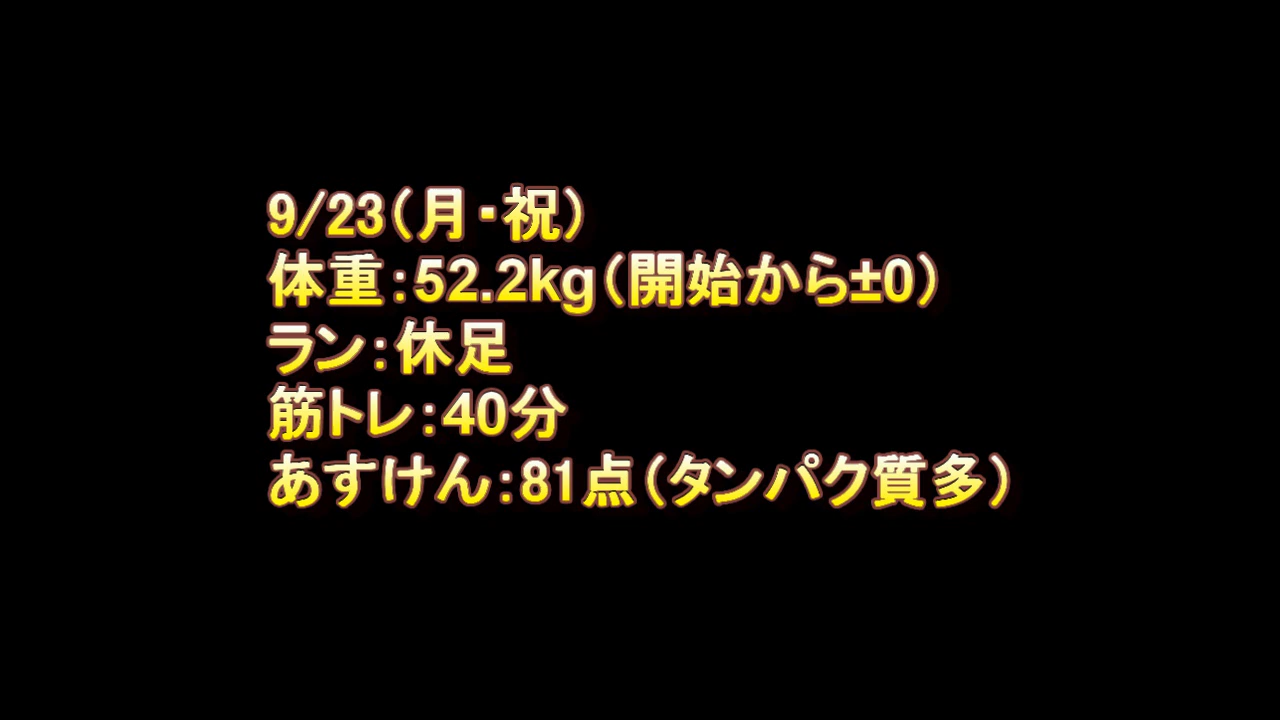 9/23(月・祝)
体重:52.2kg(開始から±0)
ラン:休足
筋トレ:40分
あすけん:81点(タンパク質多)